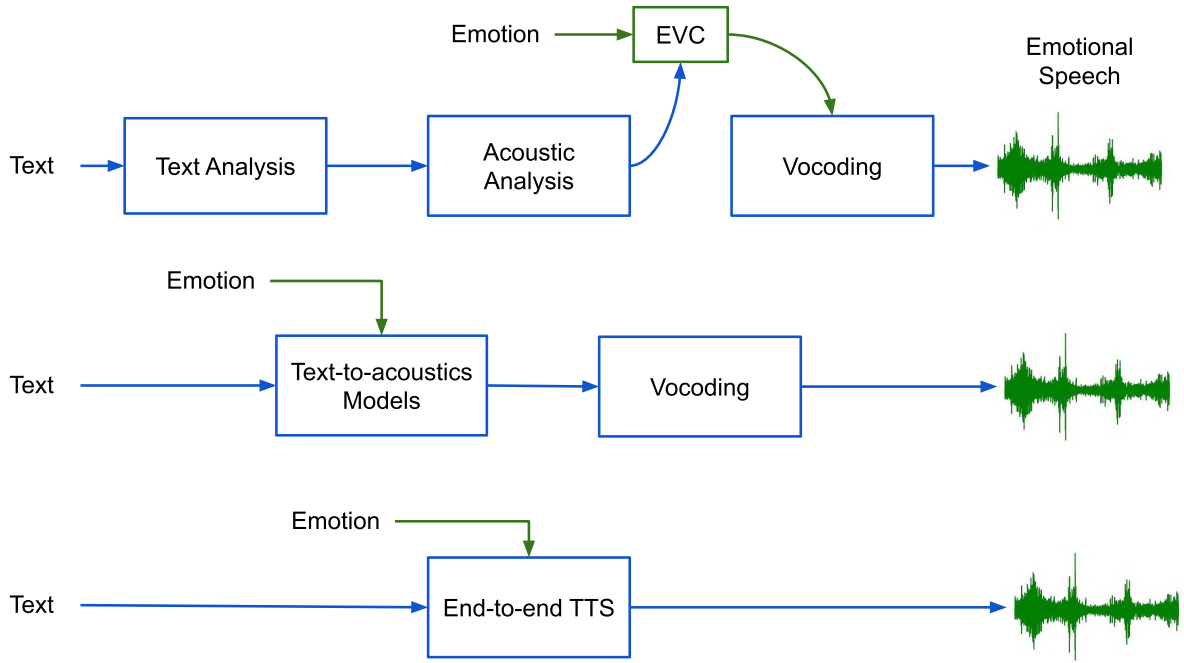 Emotion
EVC
Emotional
Speech
Text
Text Analysis
Acoustic
Analysis
Vocoding
Emotion
Text
Text-to-acoustics
Models
Vocoding
Emotion
Text
End-to-end TTS